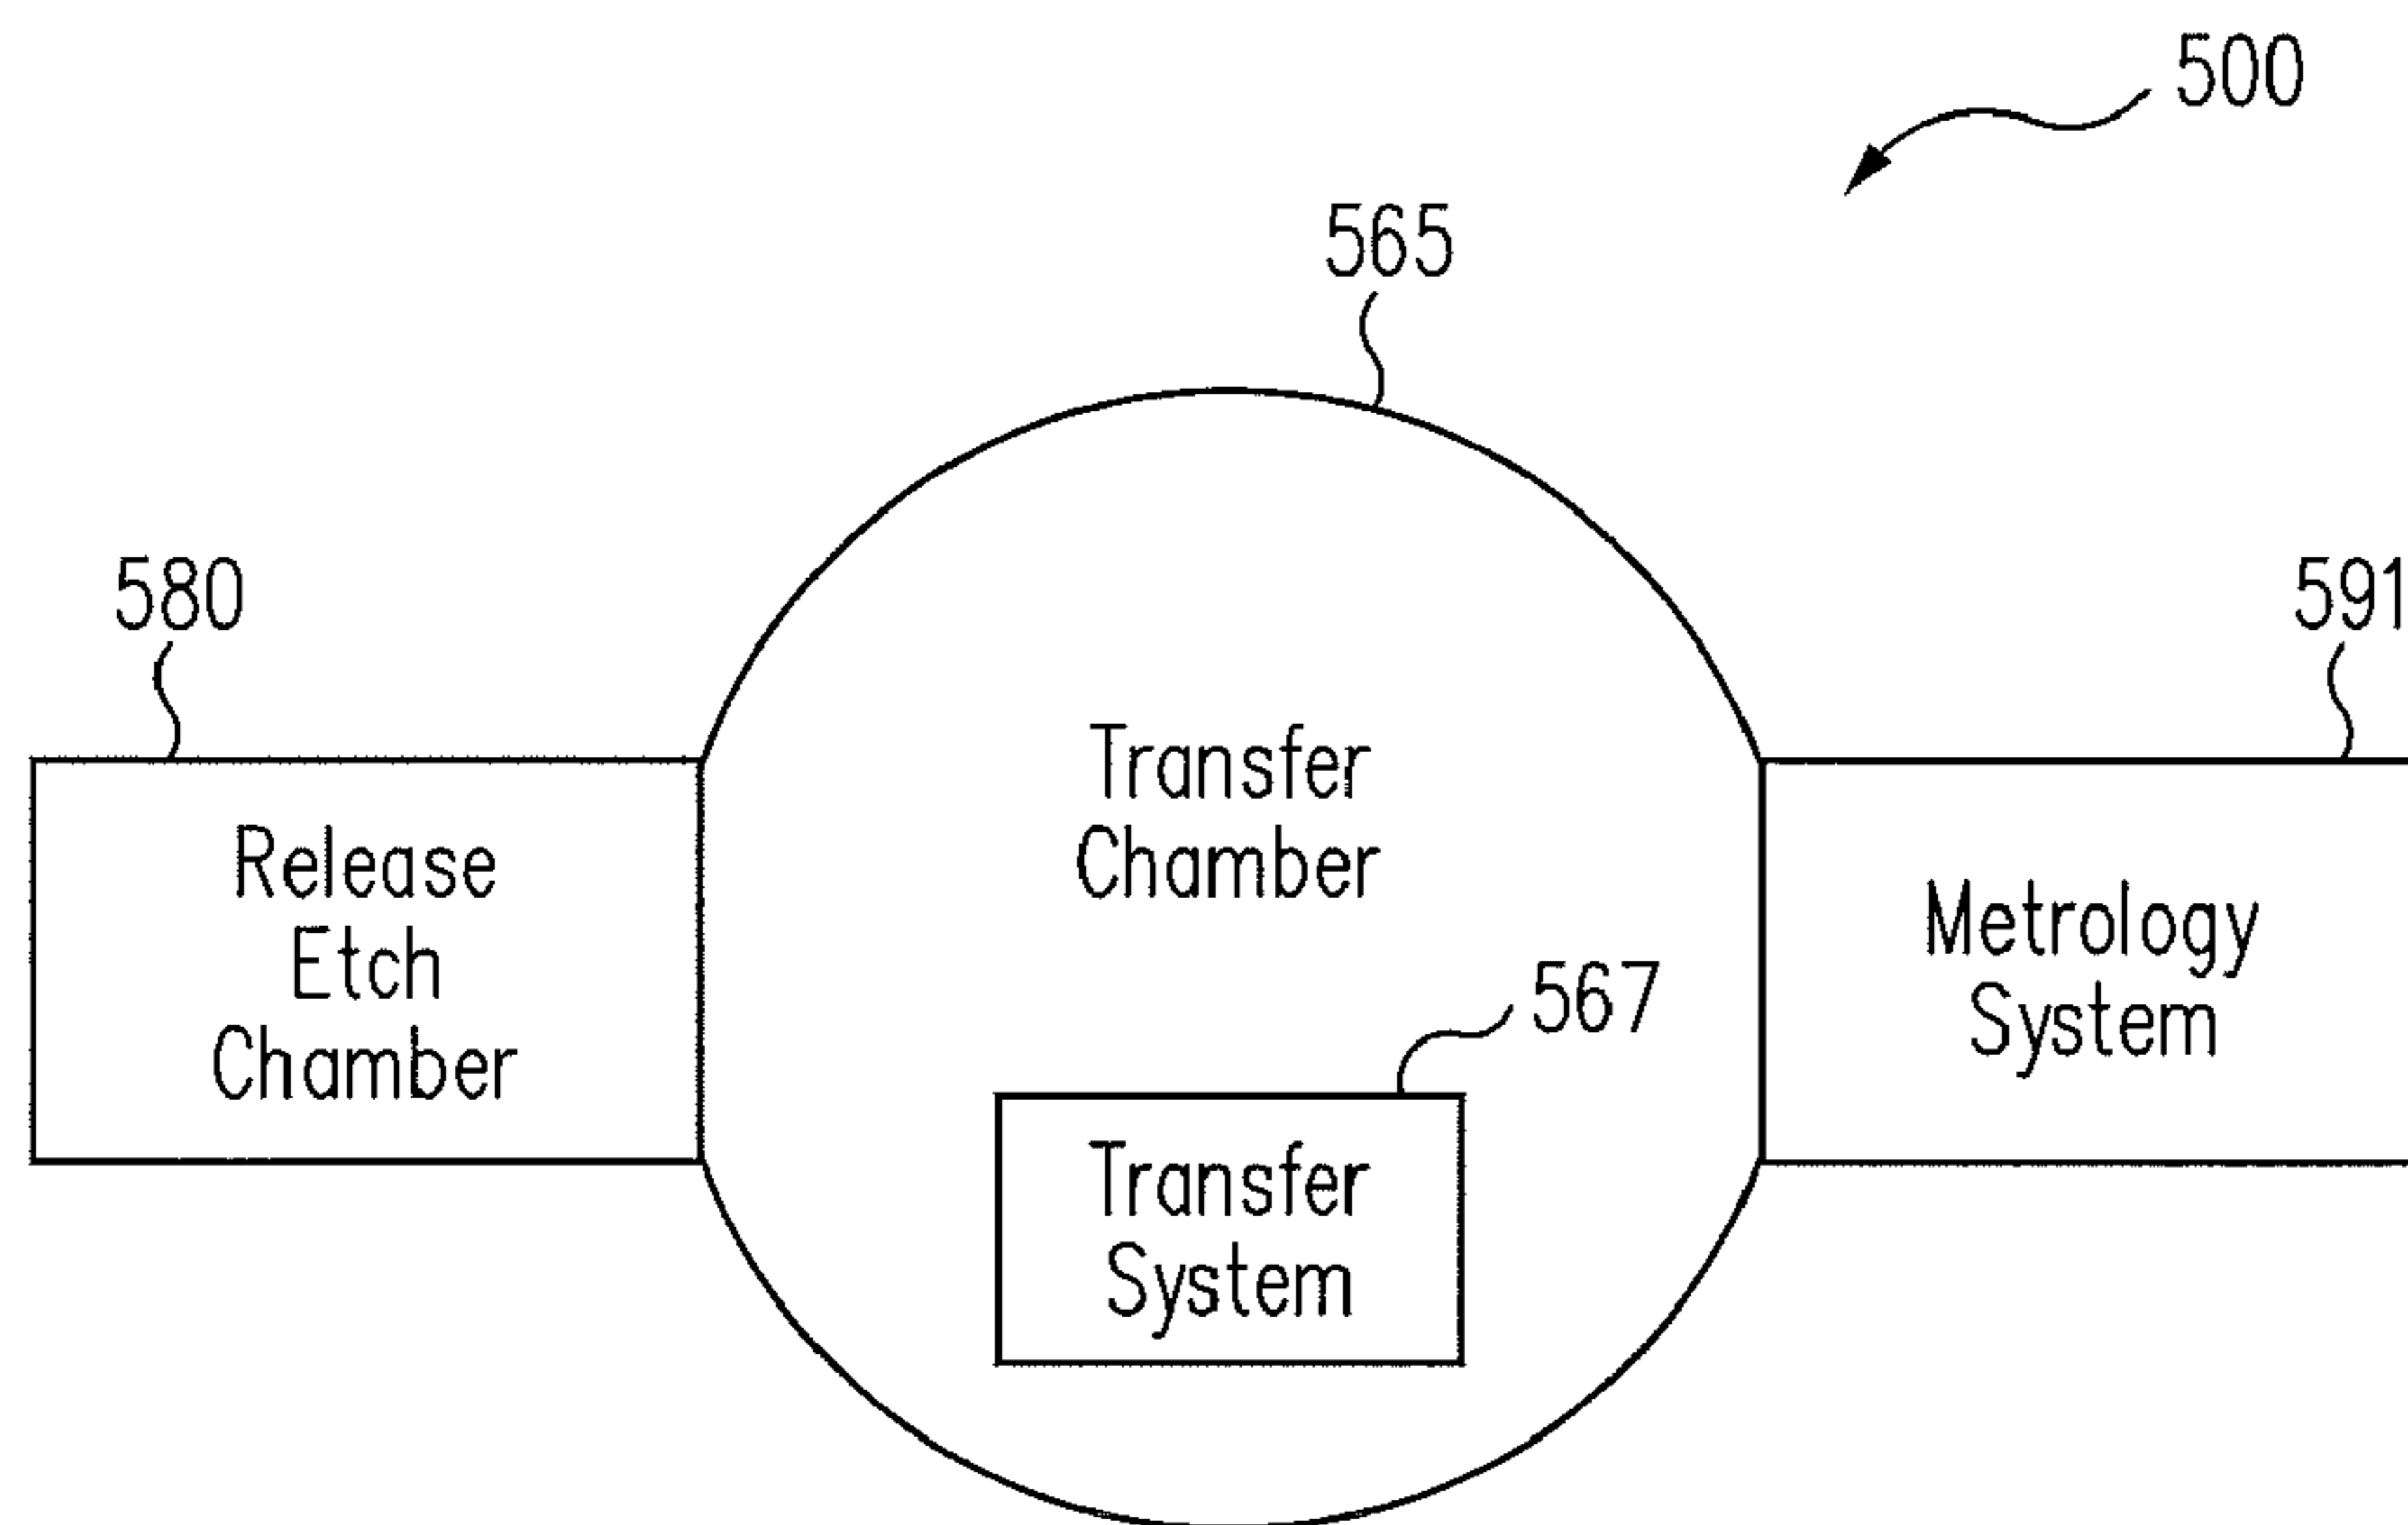 500
565
580
591
Transfer
Chamber
Release
Etch
Chamber
Metrology
System
567
Transfer
System